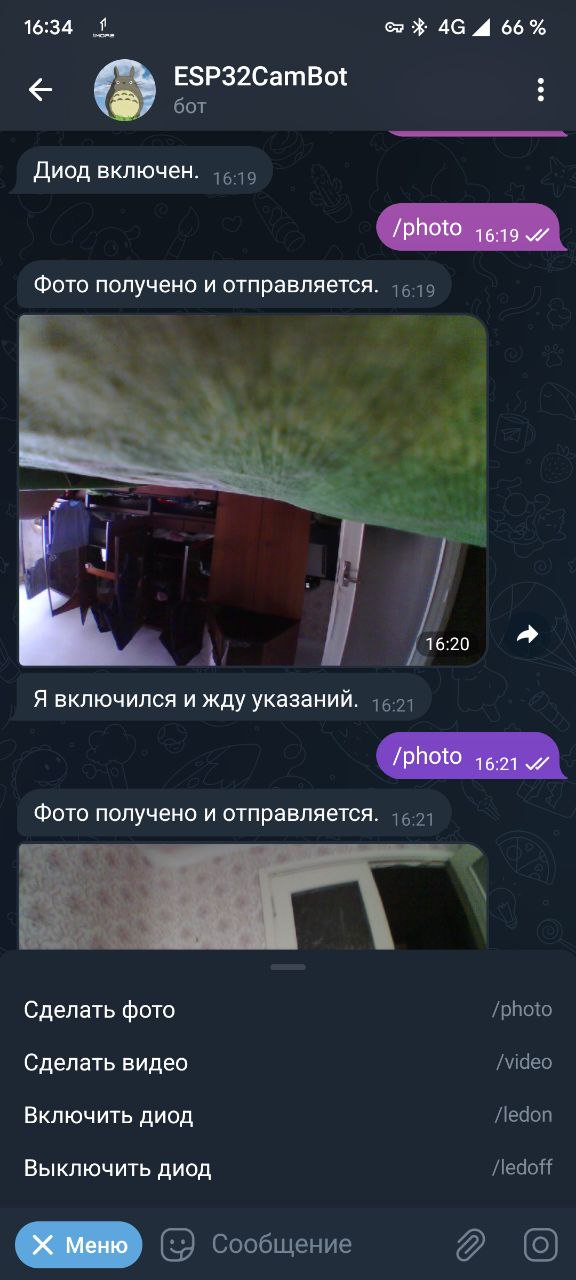 16:34
4G
66 %
ESP32CamBot
бот
Диод включен. 16:19
/photo 16:19
Фото получено и отправляется. 16:19
16:20
Я включился и жду указаний. 16:21
/photo 16:21
Фото получено и отправляется. 16:21
Сделать фото /photo
Сделать видео /video
Включить диод /ledon
Выключить диод /ledoff
Меню
Сообщение